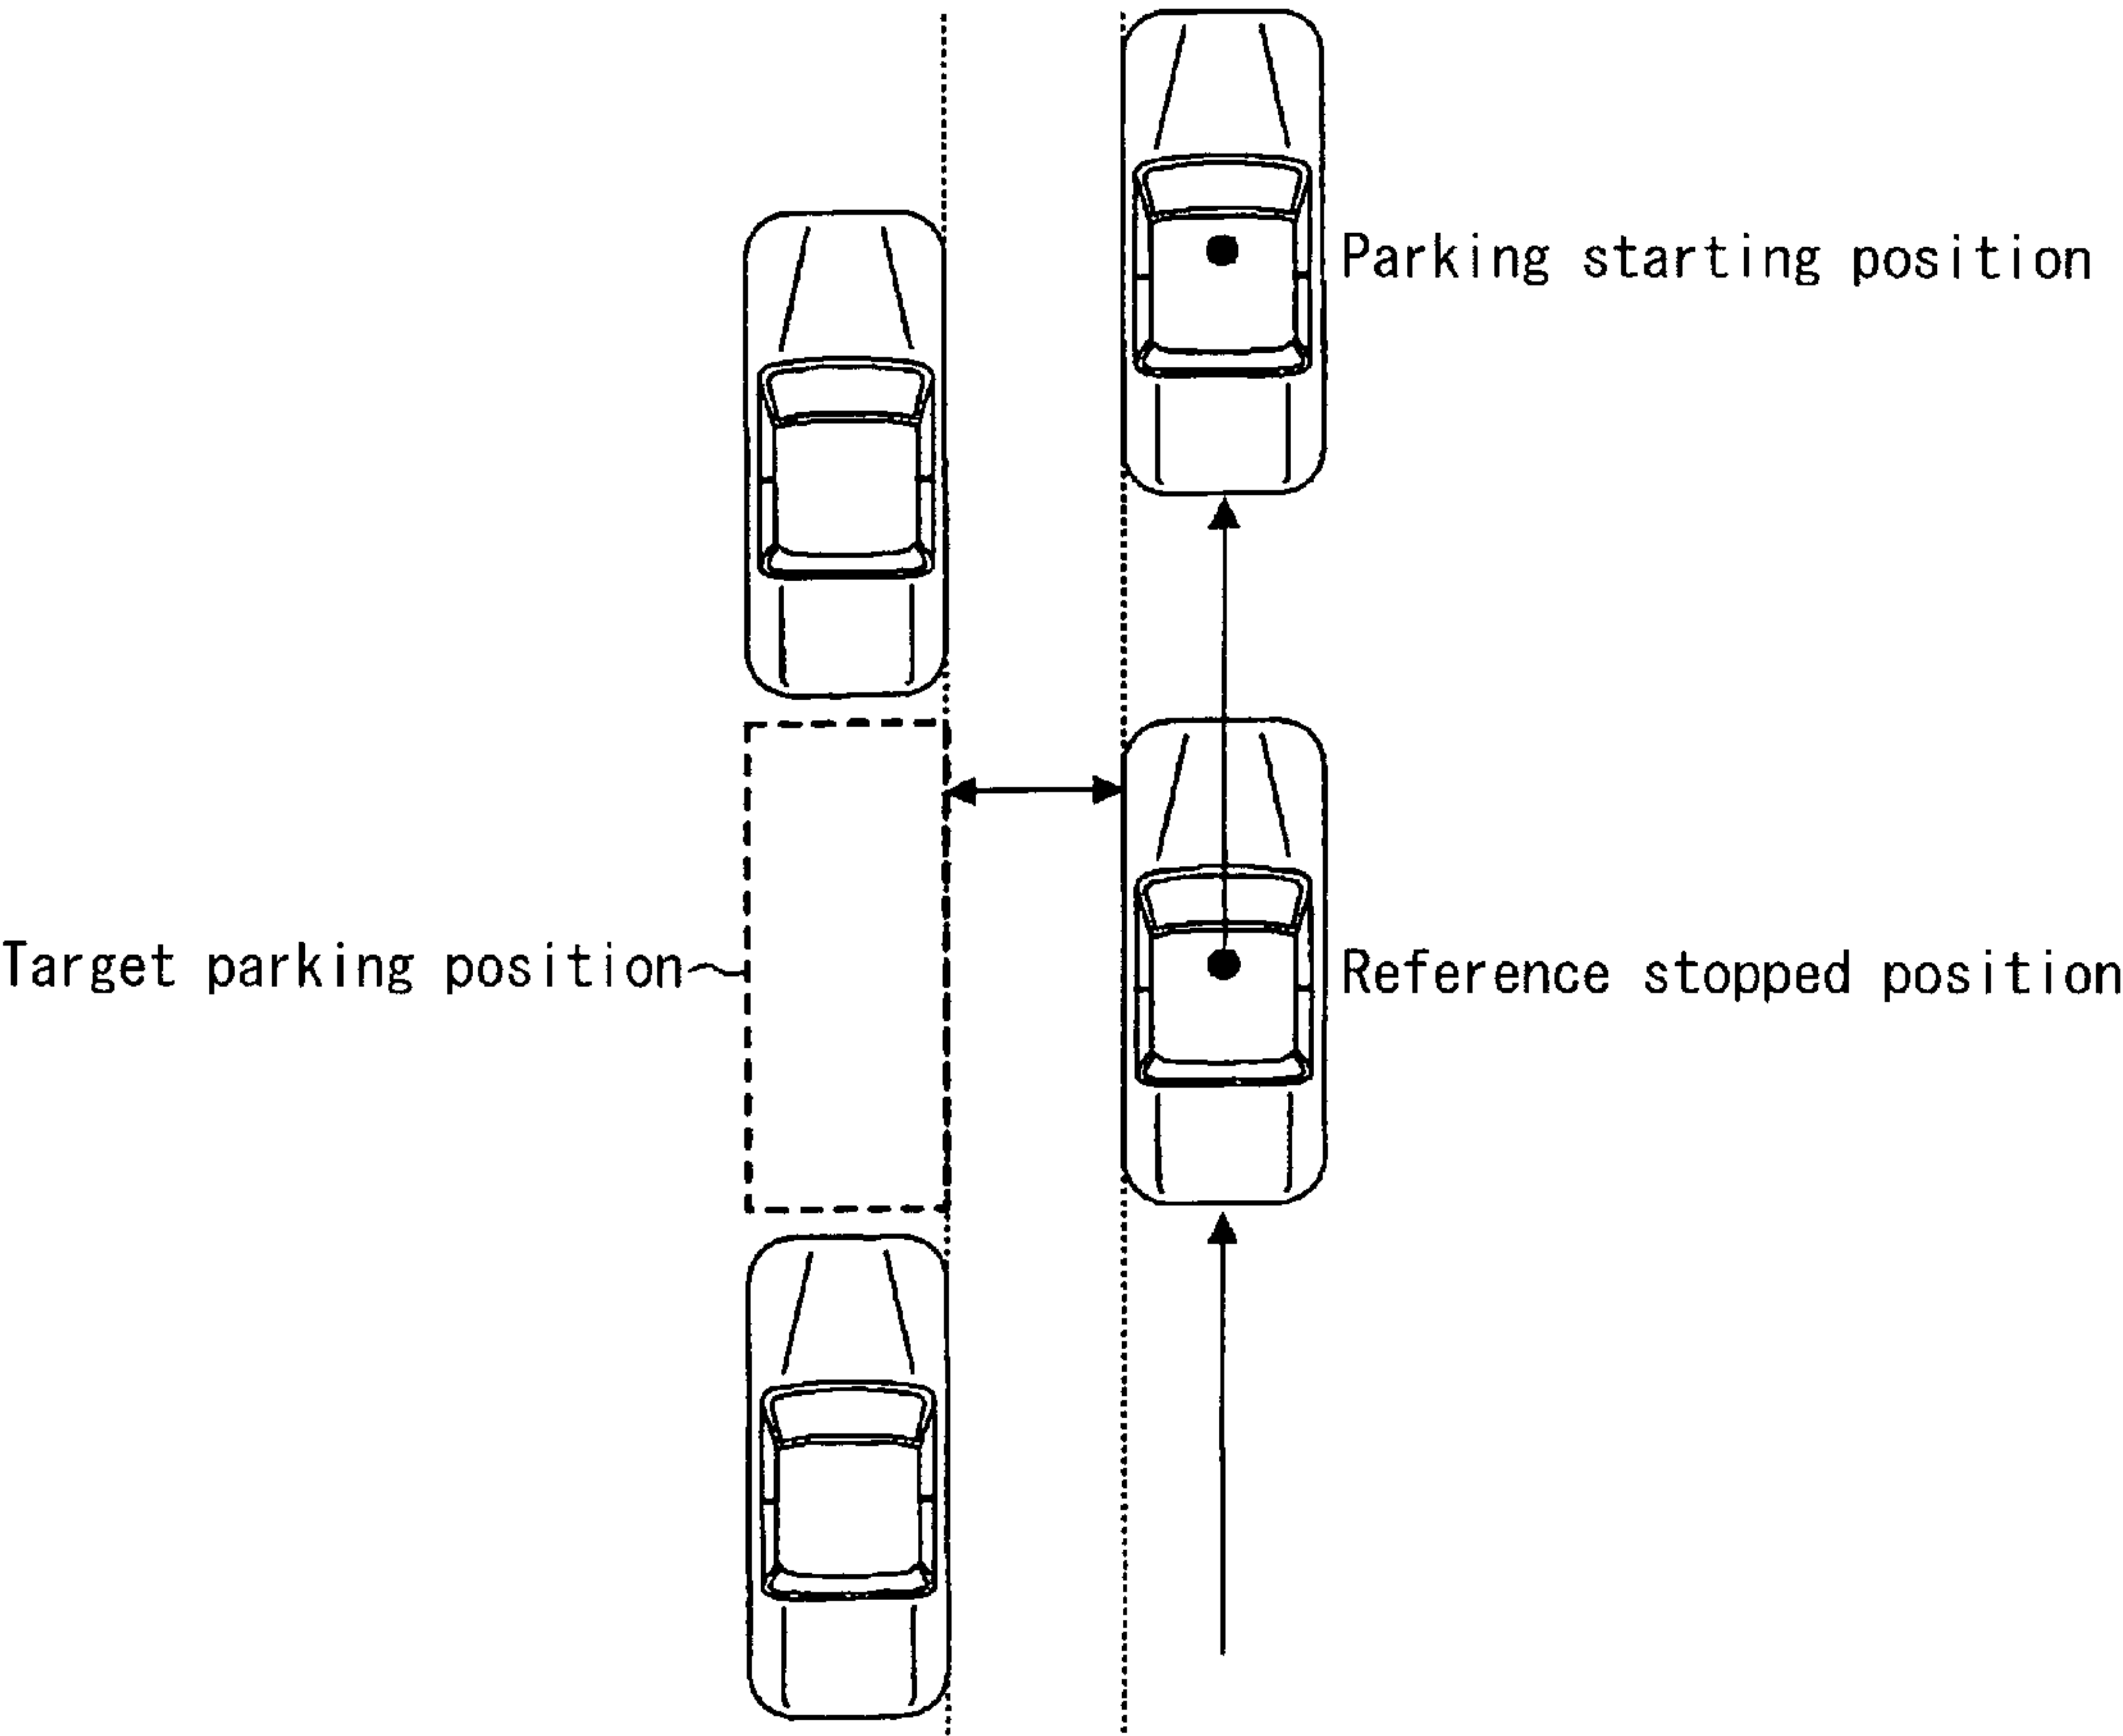 Parking starting position
Target parking position
Reference stopped position